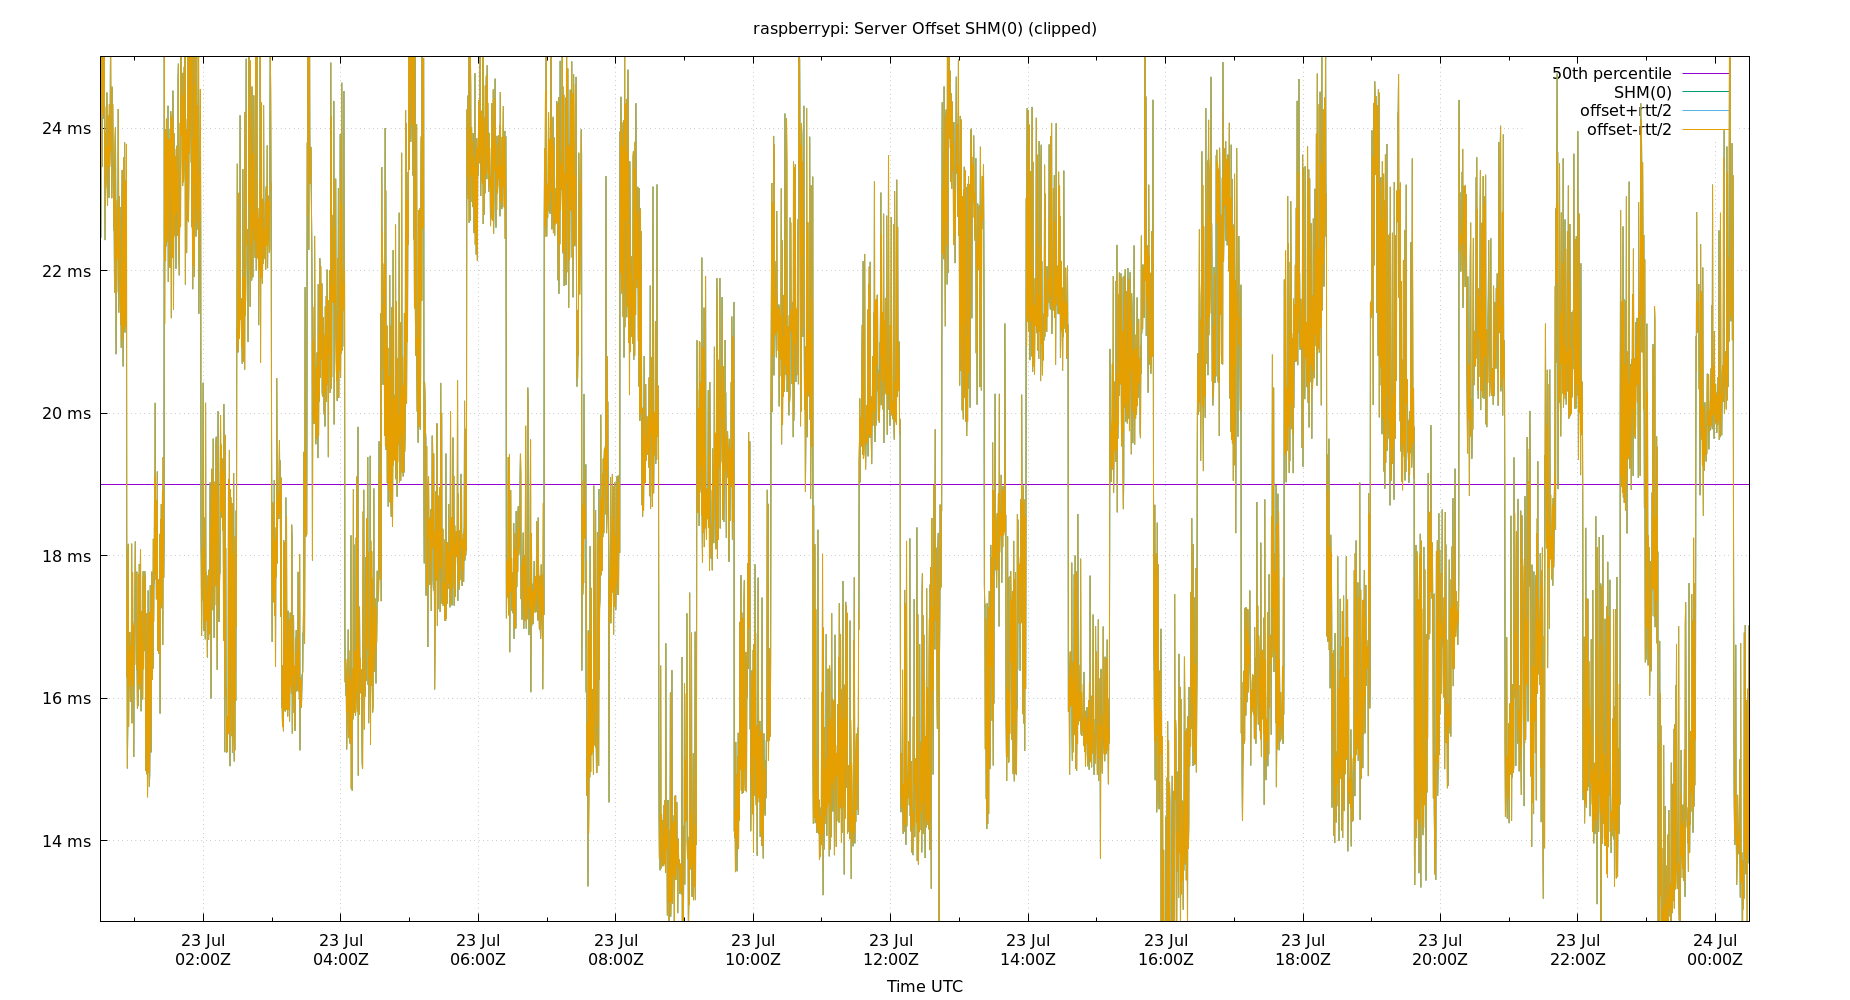 raspberrypi: Server Offset SHM(0) (clipped)
50th percentile
SHM(0)
offset+rtt/2
offset-rtt/2
24 ms
22 ms
20 ms
18 ms
16 ms
14 ms
23 Jul 23 Jul 23 Jul 23 Jul 23 Jul 23 Jul 23 Jul 23 Jul 23 Jul 23 Jul 23 Jul 24 Jul
02:00Z 04:00Z 06:00Z 08:00Z 10:00Z 12:00Z 14:00Z 16:00Z 18:00Z 20:00Z 22:00Z 00:00Z
Time UTC